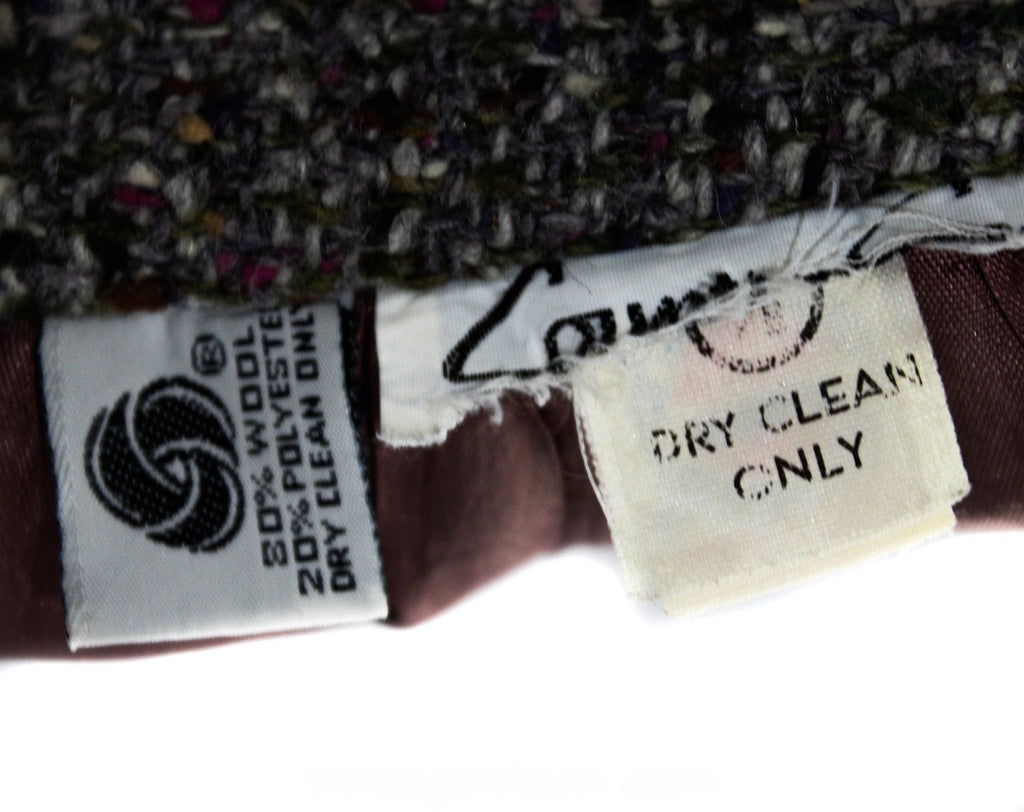 ®
80% WOOL
20% POLYESTER
DRY CLEAN ONLY
DRY CLEAN
ONLY